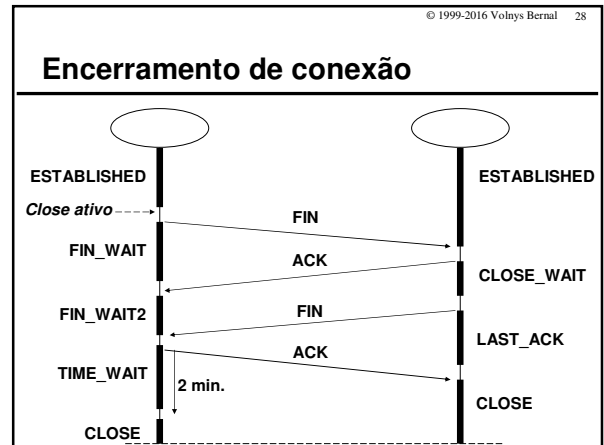 © 1999-2016 Volnys Bernal 28
Encerramento de conexão
ESTABLISHED
ESTABLISHED
Close ativo
FIN
FIN_WAIT
ACK
CLOSE_WAIT
FIN_WAIT2
FIN
LAST_ACK
ACK
TIME_WAIT
2 min.
CLOSE
CLOSE